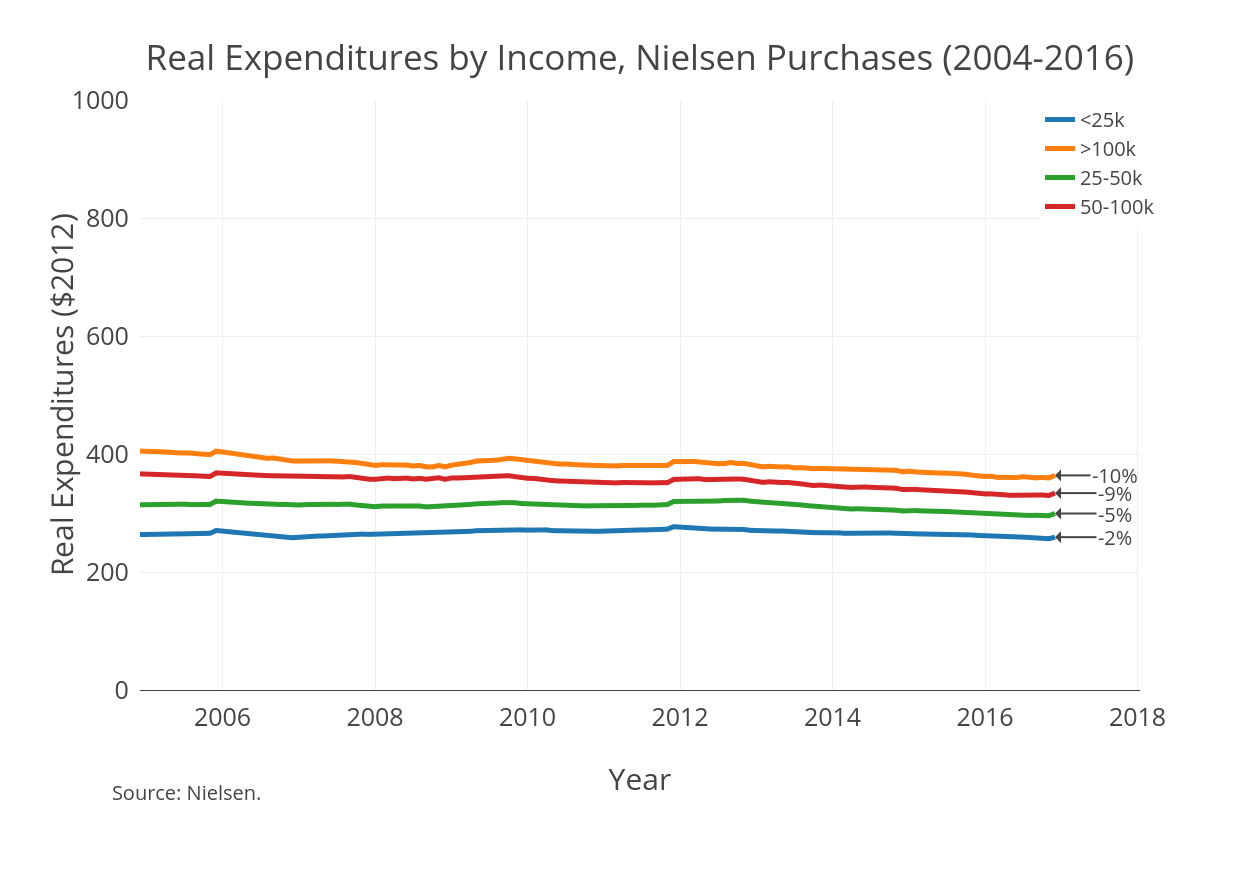 Real Expenditures by Income, Nielsen Purchases (2004-2016)
1000
800
600
400
200
0
Real Expenditures ($2012)
<25k
>100k
25-50k
50-100k
-10%
-9%
-5%
-2%
2006
2008
2010
2012
2014
2016
2018
Year
Source: Nielsen.